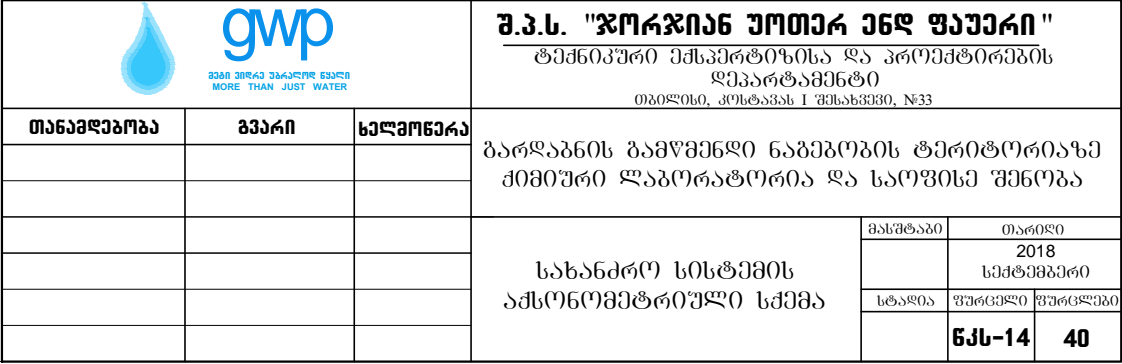 gwp
მეტი ვიდრე უბრალოდ წყალი
MORE THAN JUST WATER
შ.პ.ს. "ჯორჯიან უოთერ ენდ ფაუერი"
ტექნიკური ექსპერტიზისა და პროექტირების
დეპარტამენტი
თბილისი, კოსტავას I შესახვევი, №33
თანამდებობა
გვარი
ხელმოწერა
გარდაბნის გამწმენდი ნაგებობის ტერიტორიაზე
ქიმიური ლაბორატორია და საოფისე შენობა
სახანძრო სისტემის
აქსონომეტრიული სქემა
მასშტაბი
თარიღი
2018
სექტემბერი
სტადია
ფურცელი
ფურცლები
წკს-14
40